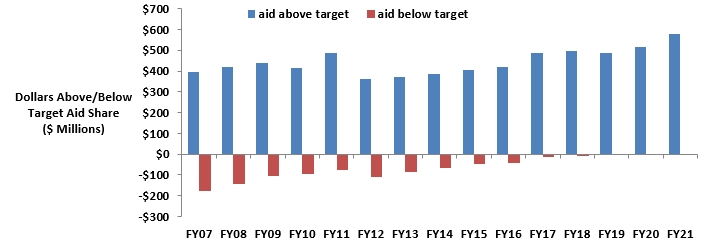 $700
aid above target aid below target
$600
$500
$400
Dollars Above/Below
Target Aid Share
($ Millions)
$300
$200
$100
$0
-$100
-$200
-$300
FY07 FY08 FY09 FY10 FY11 FY12 FY13 FY14 FY15 FY16 FY17 FY18 FY19 FY20 FY21